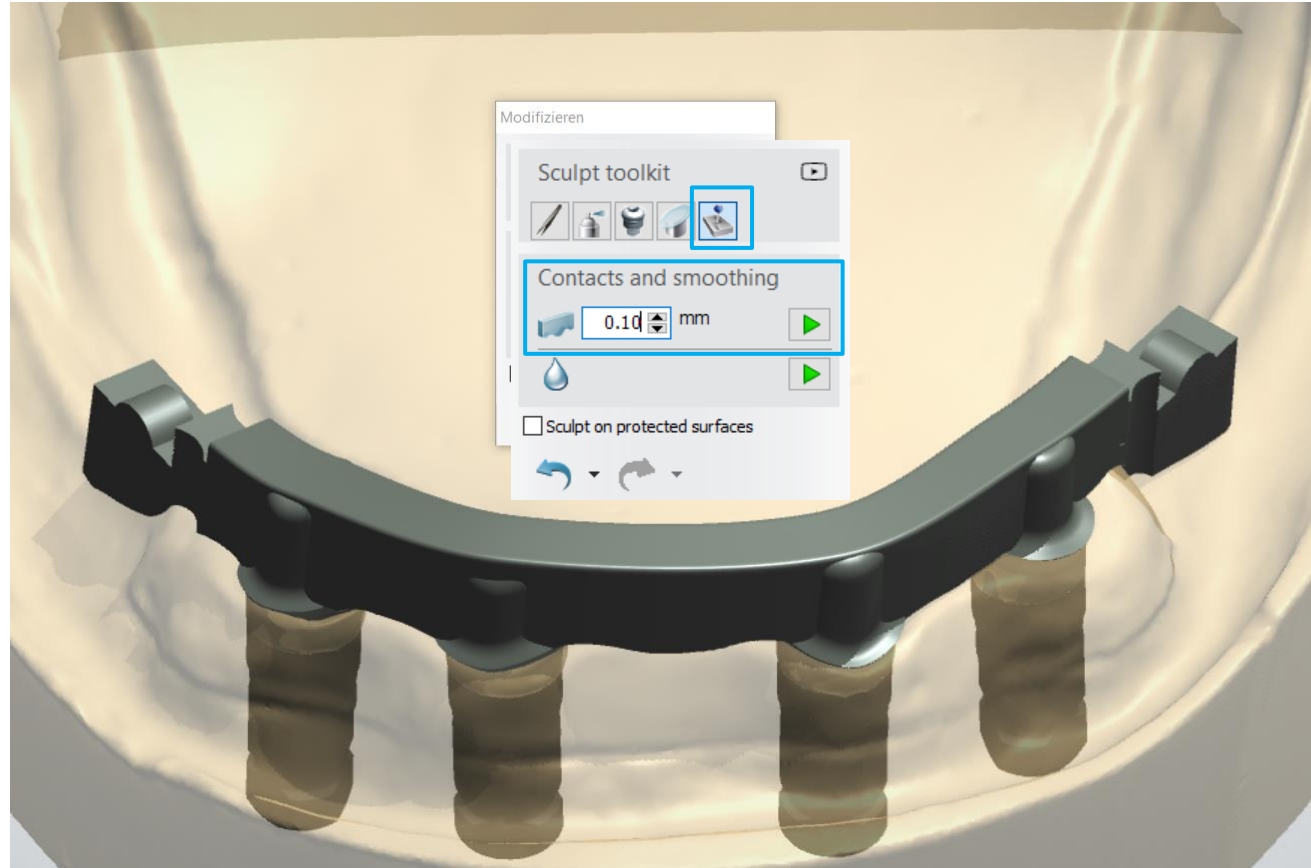 Modifizieren
Sculpt toolkit
Contacts and smoothing
0.10 mm
Sculpt on protected surfaces